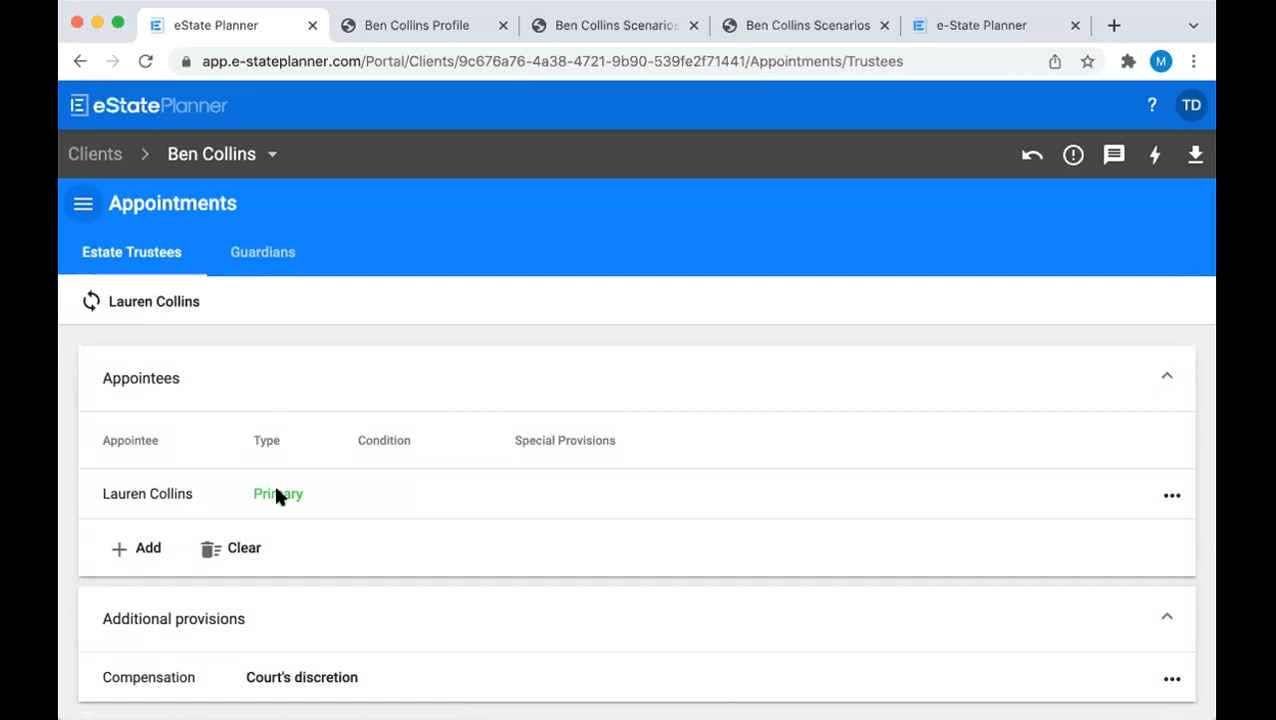 eState Planner
Ben Collins Profile
Ben Collins Scenarios
Ben Collins Scenarios
e-State Planner
app.e-stateplanner.com/Portal/Clients/9c676a76-4a38-4721-9b90-539fe2f71441/Appointments/Trustees
M
eStatePlanner
?
TD
Clients
Ben Collins
Appointments
Estate Trustees
Guardians
Lauren Collins
Appointees
Appointee Type Condition Special Provisions
Lauren Collins Primary
Add
Clear
Additional provisions
Compensation Court's discretion